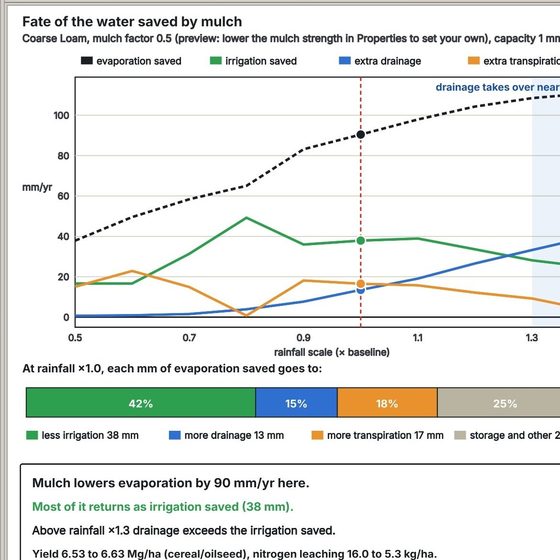 Fate of the water saved by mulch
Coarse Loam, mulch factor 0.5 (preview: lower the mulch strength in Properties to set your own), capacity 1 mm
evaporation saved irrigation saved extra drainage extra
drainage takes over near
100
80
mm/yr
60
40
20
0
0.5 0.7 0.9 1.1 1.3
rainfall scale (× baseline)
At rainfall ×1.0, each mm of evaporation saved goes to:
42% 15% 18% 25%
less irrigation 38 mm more drainage 13 mm more transpiration 17 mm storage and other
Mulch lowers evaporation by 90 mm/yr here.
Most of it returns as irrigation saved (38 mm).
Above rainfall ×1.3 drainage exceeds the irrigation saved.
Yield 6.53 to 6.63 Mg/ha (cereal/oilseed), nitrogen leaching 16.0 to 5.3 kg/ha.